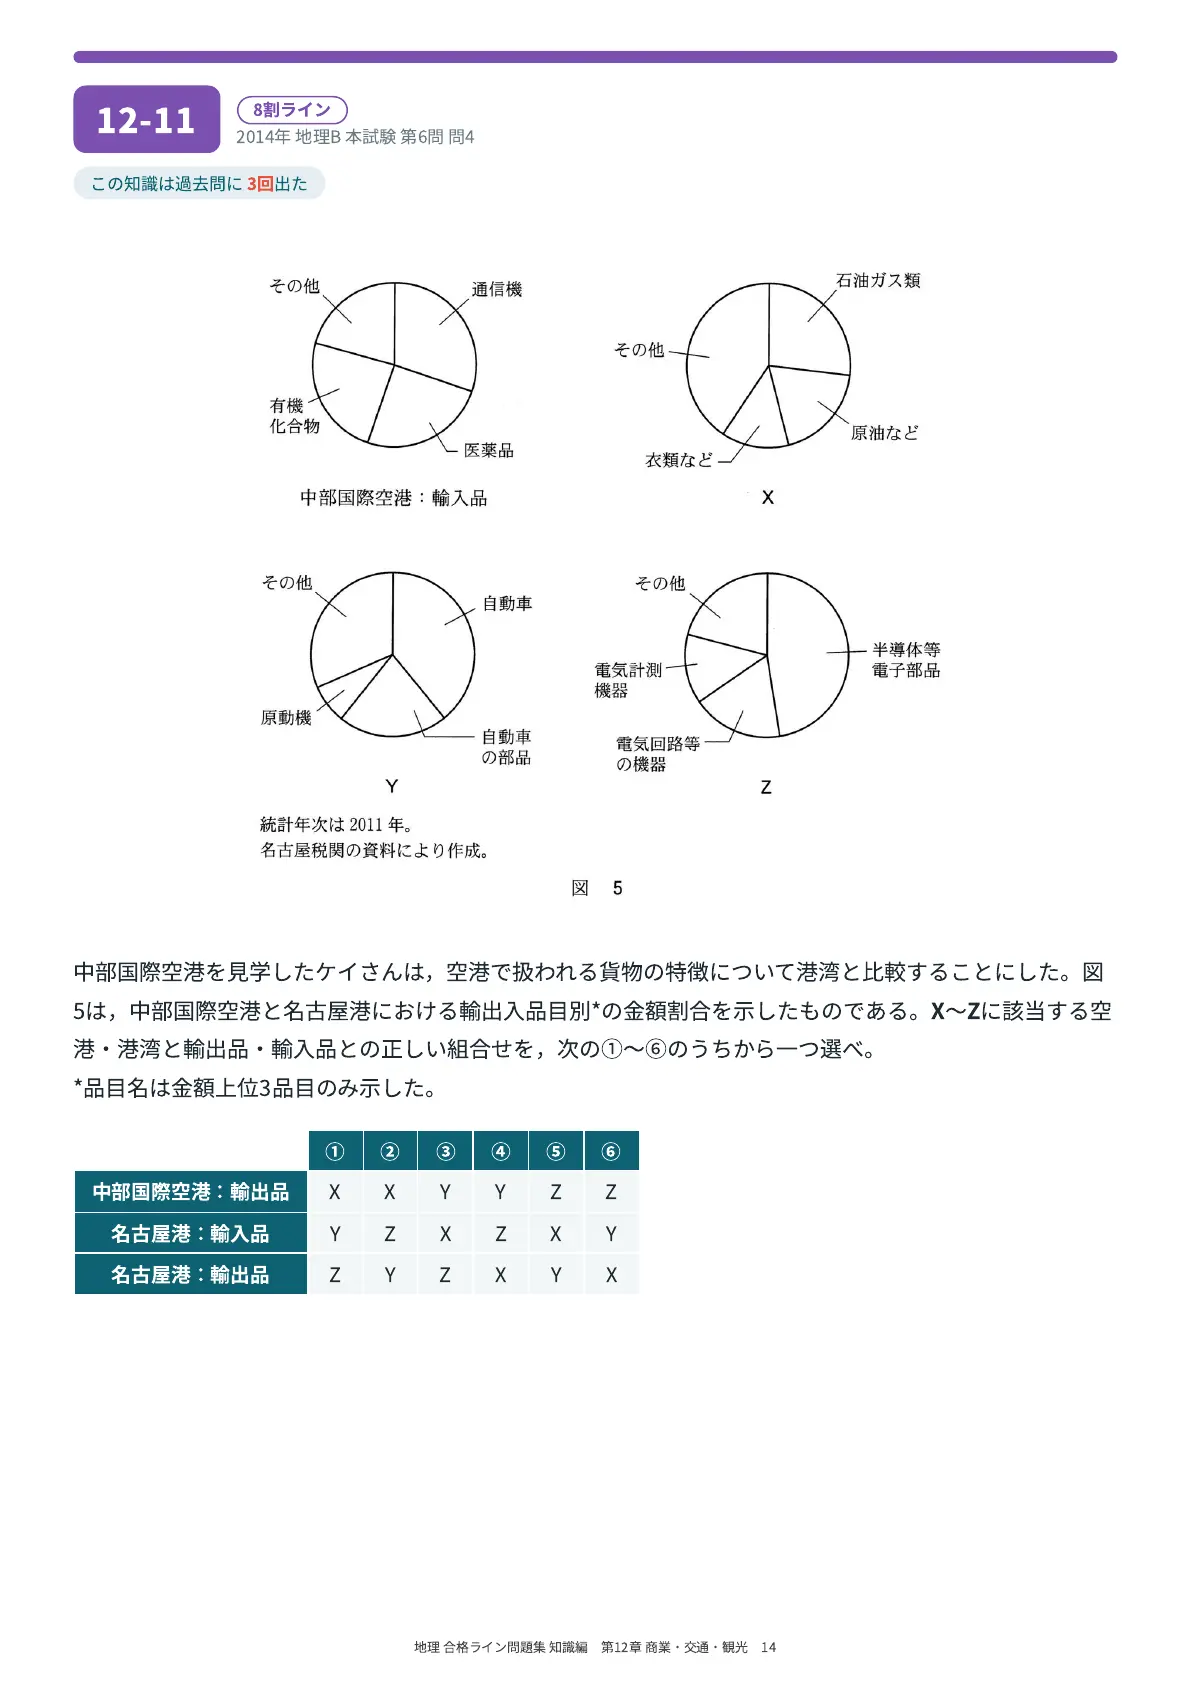 12-11
8割ライン
2014年 地理B 本試験 第6問 問4
この知識は過去問に 3回出た
その他
通信機
有機
化合物
医薬品
中部国際空港：輸入品
石油ガス類
その他
原油など
衣類など
X
その他
自動車
原動機
自動車
の部品
Y
その他
半導体等
電子部品
電気計測
機器
電気回路等
の機器
Z
統計年次は 2011 年。
名古屋税関の資料により作成。
図 5
中部国際空港を見学したケイさんは，空港で扱われる貨物の特徴について港湾と比較することにした。図
5は，中部国際空港と名古屋港における輸出入品目別*の金額割合を示したものである。X～Zに該当する空
港・港湾と輸出品・輸入品との正しい組合せを，次の①～⑥のうちから一つ選べ。
*品目名は金額上位3品目のみ示した。
① ② ③ ④ ⑤ ⑥
中部国際空港：輸出品 X X Y Y Z Z
名古屋港：輸入品 Y Z X Z X Y
名古屋港：輸出品 Z Y Z X Y X
地理 合格ライン問題集 知識編 第12章 商業・交通・観光 14